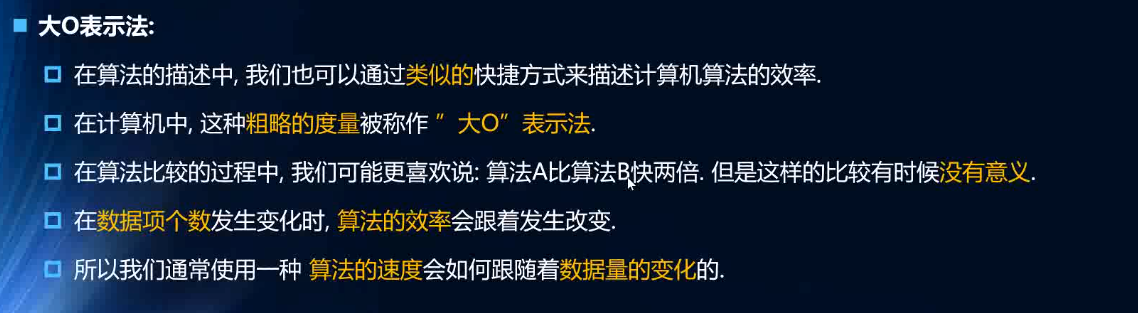 大O表示法:
在算法的描述中, 我们也可以通过类似的快捷方式来描述计算机算法的效率.
在计算机中, 这种粗略的度量被称作 ”大O” 表示法.
在算法比较的过程中, 我们可能更喜欢说: 算法A比算法B快两倍. 但是这样的比较有时候没有意义.
在数据项个数发生变化时, 算法的效率会跟着发生改变.
所以我们通常使用一种 算法的速度会如何跟随着数据量的变化的.